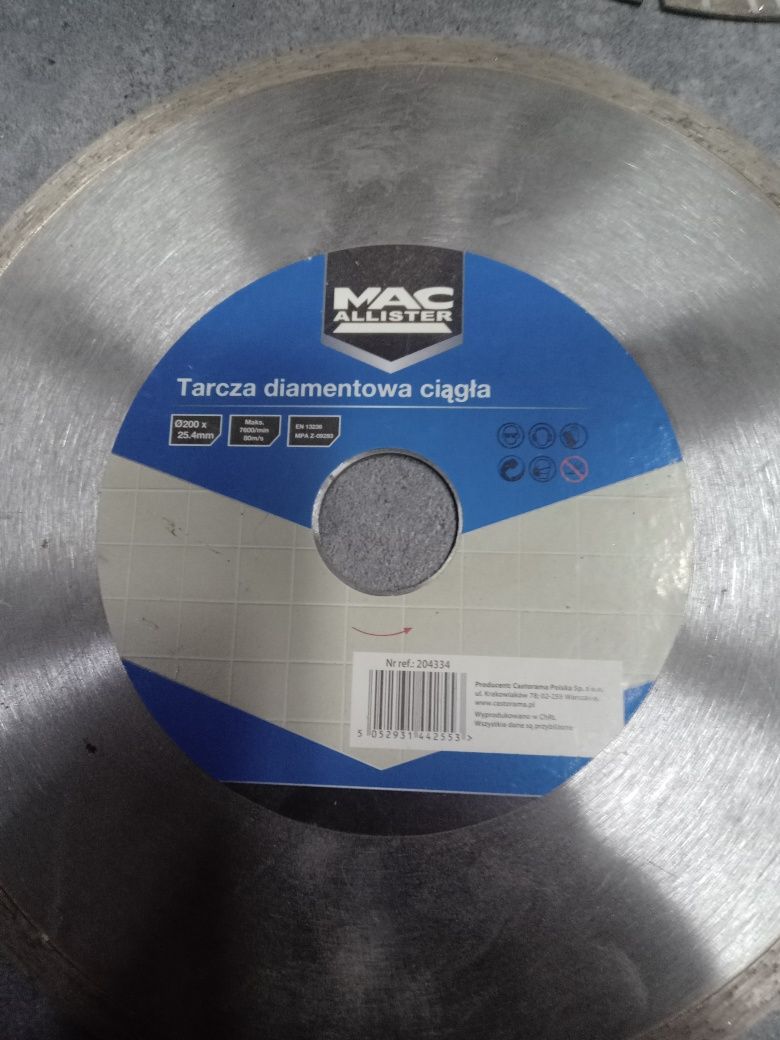 MAC
ALLISTER
Tarcza diamentowa ciągła
Ø200 x
25.4mm
Maks.
7600/min
80m/s
EN 13236
MPA Z-09283
Nr ref.: 204334
5 052931 442553 >
Producent: Castorama Polska Sp. z o.o.
ul. Krakowiaków 78; 02-255 Warszawa,
www.castorama.pl
Wyprodukowano w ChRL
Wszystkie dane są przybliżone